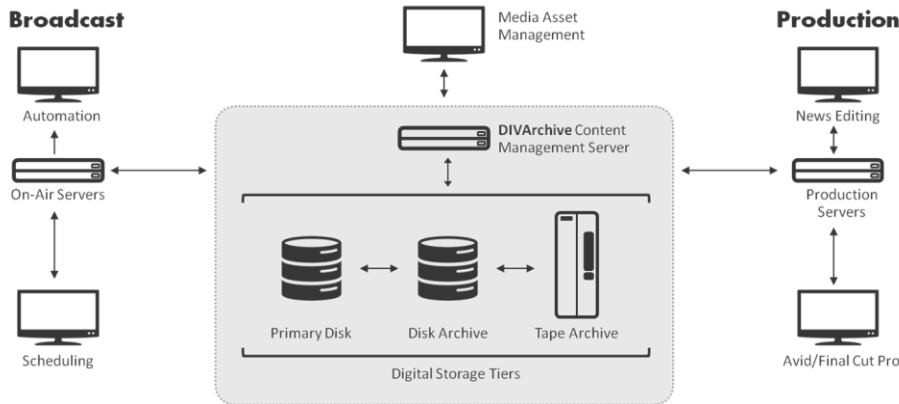 Broadcast
Automation
On-Air Servers
Scheduling
Media Asset
Management
DIVArchive Content
Management Server
Primary Disk
Disk Archive
Tape Archive
Digital Storage Tiers
Production
News Editing
Production
Servers
Avid/Final Cut Pro